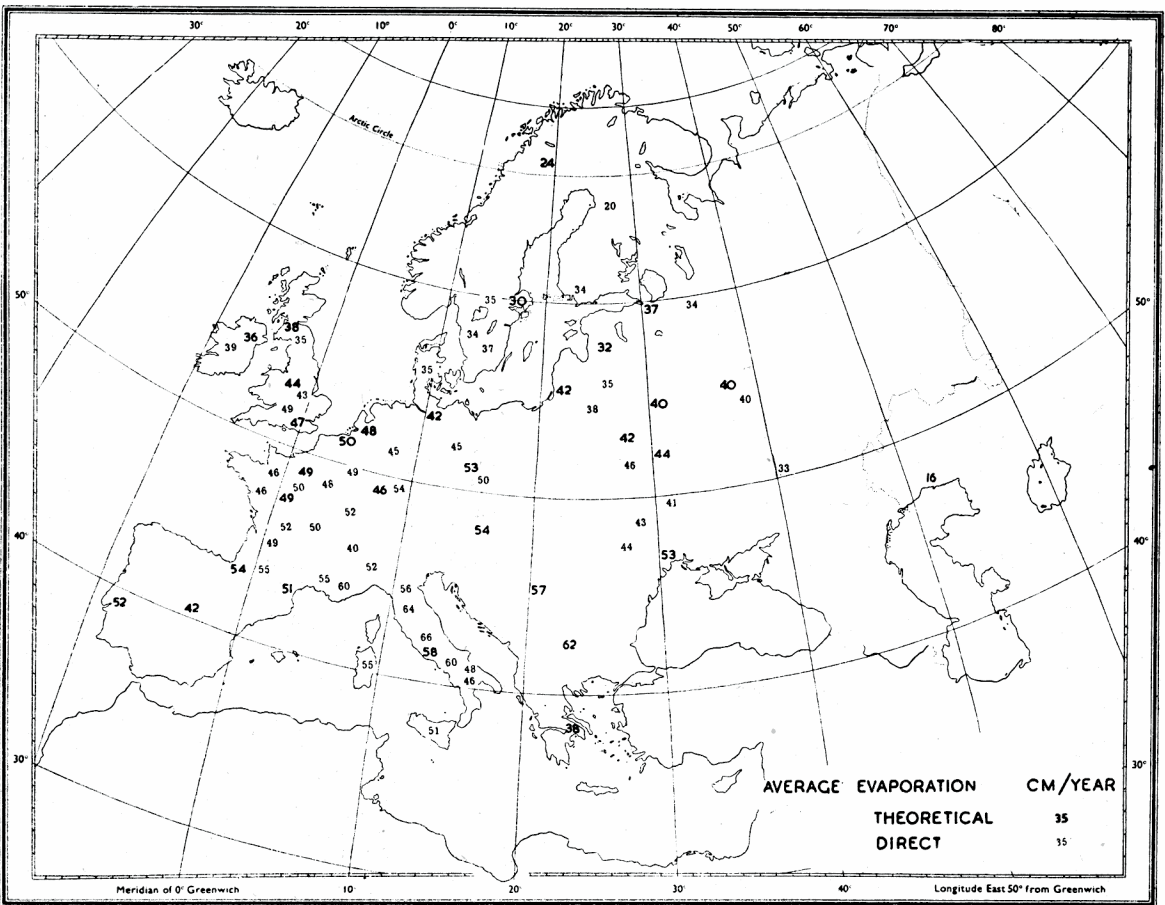 30° 20° 10° 0° 10° 20° 30° 40° 50° 60° 70° 80°
Arctic Circle
24
20
50° 50°
35 30 34
37 34
38 36 39 35
34 37 32
44 43 35 42 35 40 40
49 47 42 38 40
50 48 42 44
45 45 53 46 33
46 49 49 50 16
46 50 48 46 54 41
49 52 43
52 50 54
40° 49 40 44 53 40°
54 55 52
51 55 60 56 57
52 42 64
66 58 62
55 60 48
46
51 38
30° 30°
AVERAGE EVAPORATION CM/YEAR
THEORETICAL 35
DIRECT 35
Meridian of 0° Greenwich 10° 20° 30° 40° Longitude East 50° from Greenwich